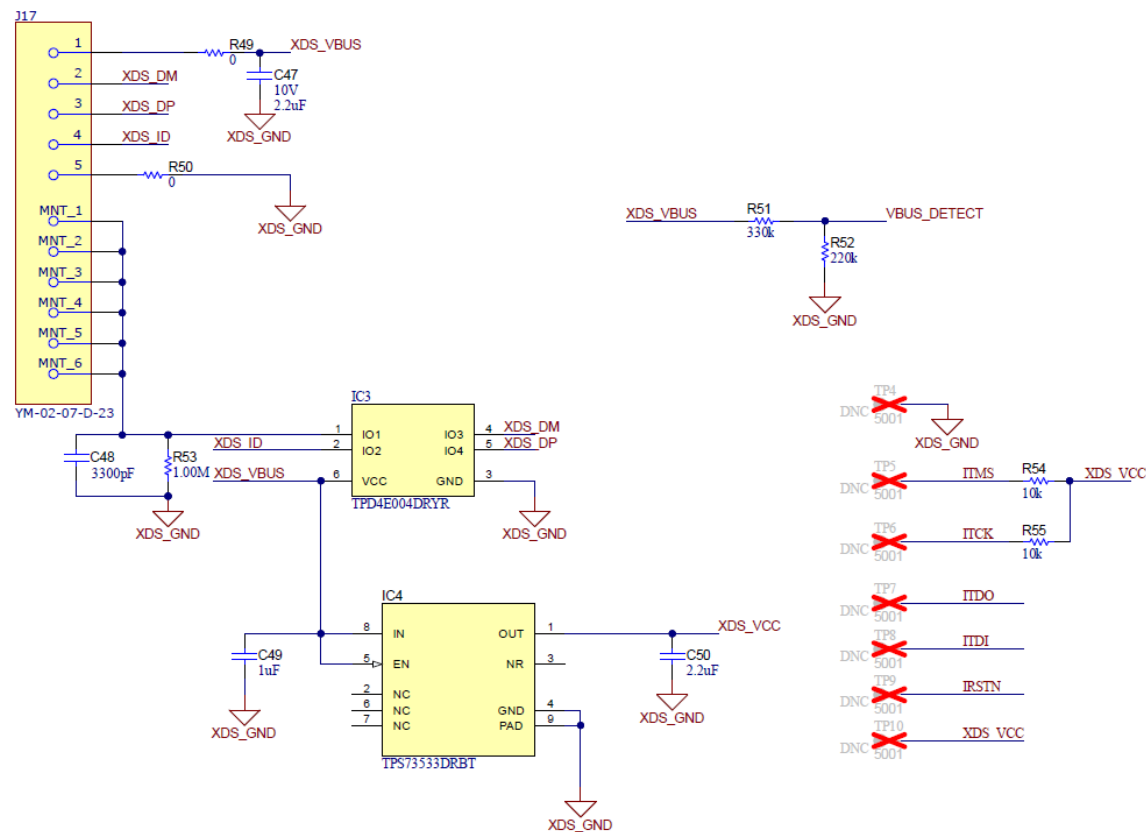 J17
1
2
3
4
5
MNT_1
MNT_2
MNT_3
MNT_4
MNT_5
MNT_6
YM-02-07-D-23
R49
0
XDS_VBUS
C47
10V
2.2uF
XDS_GND
XDS_DM
XDS_DP
XDS_ID
R50
0
XDS_GND
XDS_VBUS
R51
330k
VBUS_DETECT
R52
220k
XDS_GND
C48
3300pF
R53
1.00M
XDS_GND
XDS_ID
XDS_VBUS
IC3
1 IO1 IO3 4 XDS_DM
2 IO2 IO4 5 XDS_DP
6 VCC GND 3
TPD4E004DRYR
XDS_GND
IC4
8 IN OUT 1 XDS_VCC
5 EN NR 3
2 NC
6 NC GND 4
7 NC PAD 9
TPS73533DRBT
C49
1uF
XDS_GND
C50
2.2uF
XDS_GND
XDS_GND
TP4
DNC
5001
XDS_GND
TP5
DNC
5001
ITMS
R54
10k
XDS_VCC
TP6
DNC
5001
ITCK
R55
10k
TP7
DNC
5001
ITDO
TP8
DNC
5001
ITDI
TP9
DNC
5001
IRSTN
TP10
DNC
5001
XDS_VCC